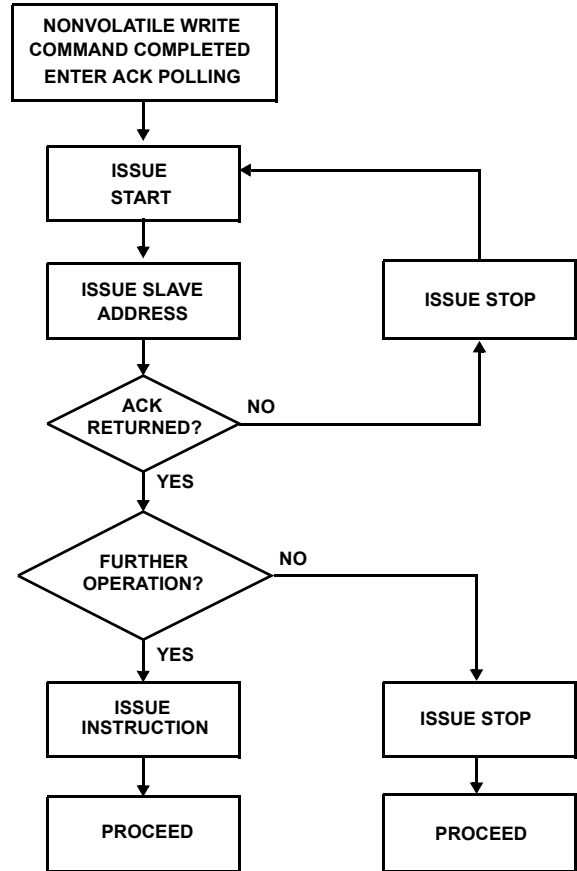 NONVOLATILE WRITE
COMMAND COMPLETED
ENTER ACK POLLING
ISSUE
START
ISSUE SLAVE
ADDRESS
ISSUE STOP
ACK
RETURNED?
NO
YES
FURTHER
OPERATION?
NO
YES
ISSUE
INSTRUCTION
ISSUE STOP
PROCEED
PROCEED